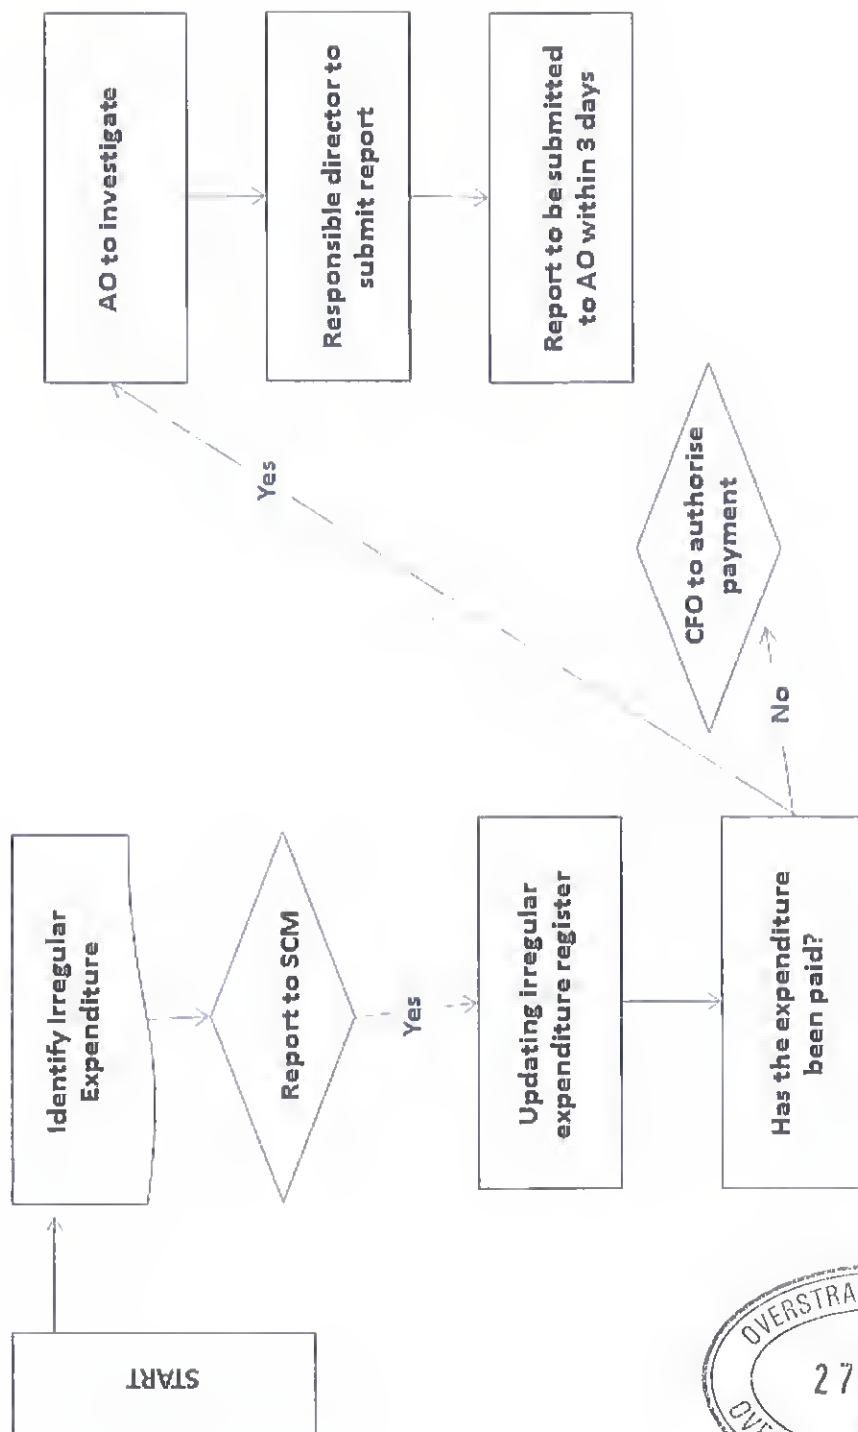 START
Identify Irregular
Expenditure
Report to SCM
Yes
Updating irregular
expenditure register
Has the expenditure
been paid?
Yes
No
CFO to authorise
payment
AO to investigate
Responsible director to
submit report
Report to be submitted
to AO within 3 days
OVERSTRA
OVE
27